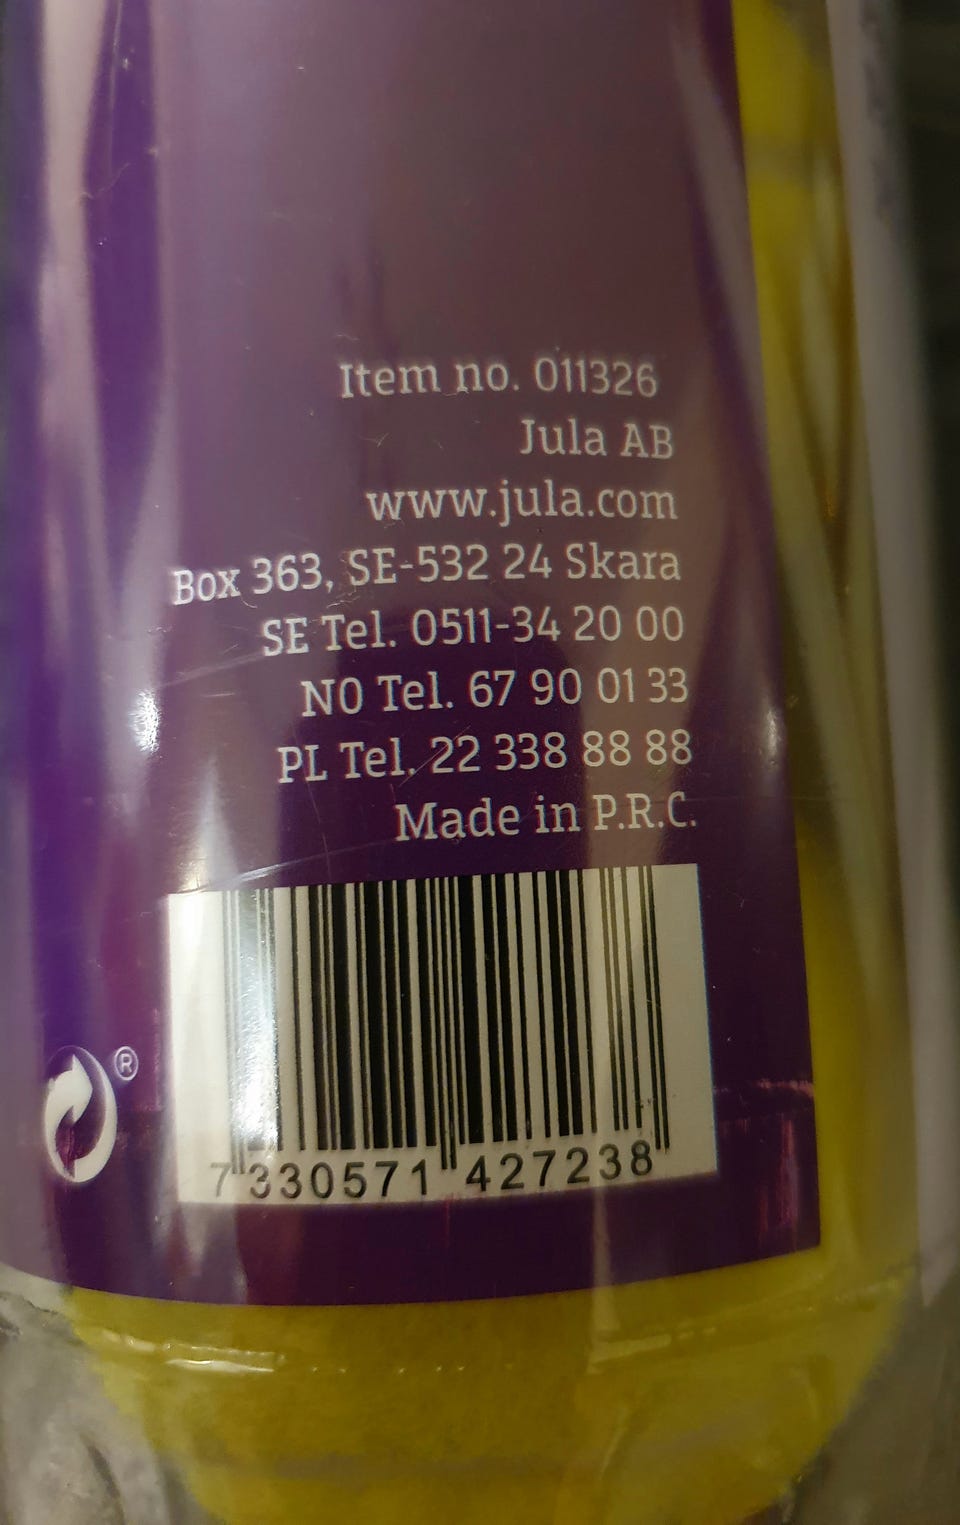 Item no. 011326
Jula AB
www.jula.com
Box 363, SE-532 24 Skara
SE Tel. 0511-34 20 00
NO Tel. 67 90 01 33
PL Tel. 22 338 88 88
Made in P.R.C.
®
7 330571 427238